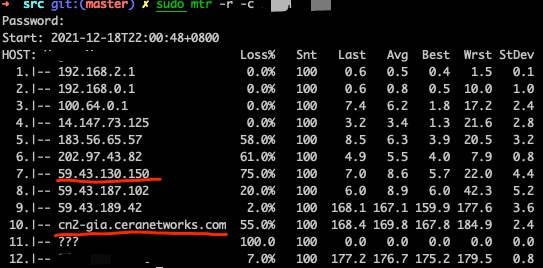 ➜ src git:(master) ✗ sudo mtr -r -c
Password:
Start: 2021-12-18T22:00:48+0800
HOST: Loss% Snt Last Avg Best Wrst StDev
1.|-- 192.168.2.1 0.0% 100 0.6 0.5 0.4 1.5 0.1
2.|-- 192.168.0.1 0.0% 100 0.6 0.8 0.5 10.0 1.0
3.|-- 100.64.0.1 0.0% 100 7.4 6.2 1.8 17.2 2.4
4.|-- 14.147.73.125 0.0% 100 3.2 3.4 1.3 21.6 2.8
5.|-- 183.56.65.57 58.0% 100 8.5 6.3 3.9 20.5 3.2
6.|-- 202.97.43.82 61.0% 100 4.9 5.5 4.0 7.9 0.8
7.|-- 59.43.130.150 75.0% 100 7.0 8.6 5.7 22.0 4.4
8.|-- 59.43.187.102 20.0% 100 6.0 8.9 6.0 42.3 5.2
9.|-- 59.43.189.42 2.0% 100 168.1 167.1 159.9 177.6 3.6
10.|-- cn2-gia.ceranetworks.com 55.0% 100 168.4 169.8 167.8 184.9 2.4
11.|-- ??? 100.0 100 0.0 0.0 0.0 0.0 0.0
12.|-- 7.0% 100 177.2 176.7 175.2 179.5 0.8